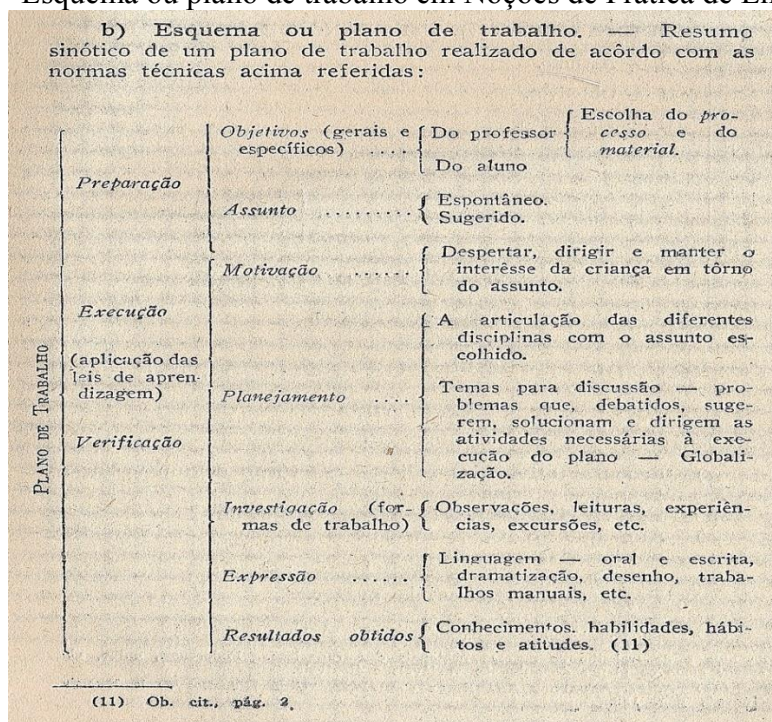 Esquema ou plano de trabalho em Noções de Prática de
b) Esquema ou plano de trabalho. — Resumo
sinótico de um plano de trabalho realizado de acôrdo com as
normas técnicas acima referidas:
PLANO DE TRABALHO
Preparação
Execução
(aplicação das
leis de apren-
dizagem)
Verificação
Objetivos (gerais e
específicos) ....
Do professor
Escolha do pro-
cesso e do
material.
Do aluno
Assunto .........
Espontâneo.
Sugerido.
Motivação ......
Despertar, dirigir e manter o
interêsse da criança em tôrno
do assunto.
Planejamento ....
A articulação das diferentes
disciplinas com o assunto es-
colhido.
Temas para discussão — pro-
blemas que, debatidos, suge-
rem, solucionam e dirigem as
atividades necessárias à exe-
cução do plano — Globali-
zação.
Investigação (for-
mas de trabalho)
Observações, leituras, experiên-
cias, excursões, etc.
Expressão ......
Linguagem — oral e escrita,
dramatização, desenho, traba-
lhos manuais, etc.
Resultados obtidos
Conhecimentos. habilidades, hábi-
tos e atitudes. (11)
(11) Ob. cit., pág. 2.